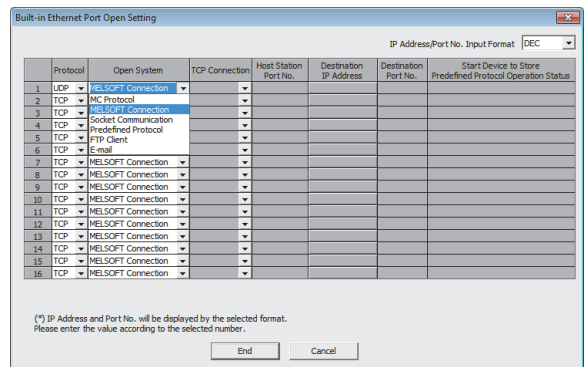 Built-in Ethernet Port Open Setting
IP Address/Port No. Input Format DEC
Protocol Open System TCP Connection Host Station Port No. Destination IP Address Destination Port No. Start Device to Store Predefined Protocol Operation Status
1 UDP MELSOFT Connection
2 TCP MC Protocol
3 TCP MELSOFT Connection
4 TCP Socket Communication
5 TCP Predefined Protocol
FTP Client
6 TCP E-mail
7 TCP MELSOFT Connection
8 TCP MELSOFT Connection
9 TCP MELSOFT Connection
10 TCP MELSOFT Connection
11 TCP MELSOFT Connection
12 TCP MELSOFT Connection
13 TCP MELSOFT Connection
14 TCP MELSOFT Connection
15 TCP MELSOFT Connection
16 TCP MELSOFT Connection
(*) IP Address and Port No. will be displayed by the selected format.
Please enter the value according to the selected number.
End Cancel